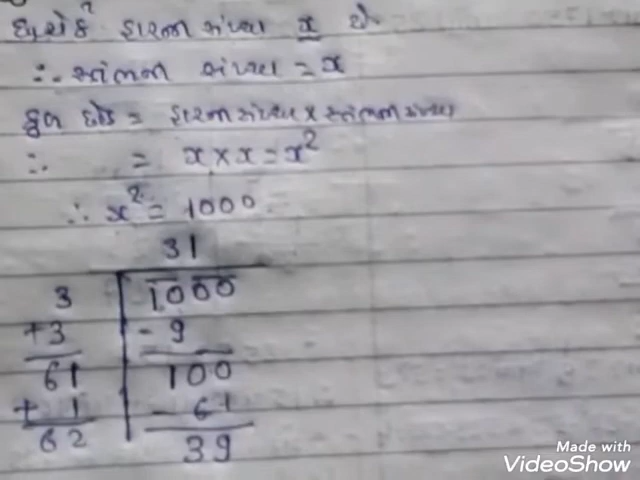 ધારો કે હારની સંખ્યા x છે
∴ સ્તંભની સંખ્યા = x
કુલ છોડ = હારની સંખ્યા x સ્તંભની સંખ્યા
∴ = x × x = x²
∴ x² = 1000
31
3 1000
+3 - 9
61 100
+ 1 - 61
62 39
Made with
VideoShow